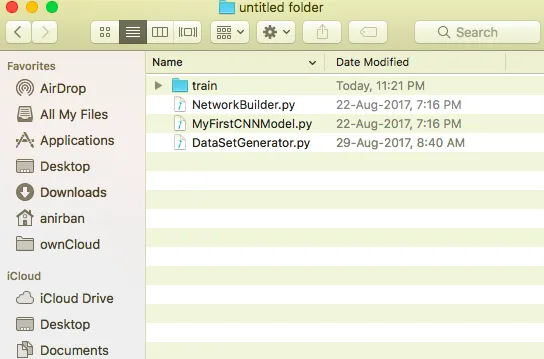 untitled folder
Search
Favorites
AirDrop
All My Files
Applications
Desktop
Downloads
anirban
ownCloud
iCloud
iCloud Drive
Desktop
Documents
Name Date Modified
train Today, 11:21 PM
NetworkBuilder.py 22-Aug-2017, 7:16 PM
MyFirstCNNModel.py 22-Aug-2017, 7:16 PM
DataSetGenerator.py 29-Aug-2017, 8:40 AM